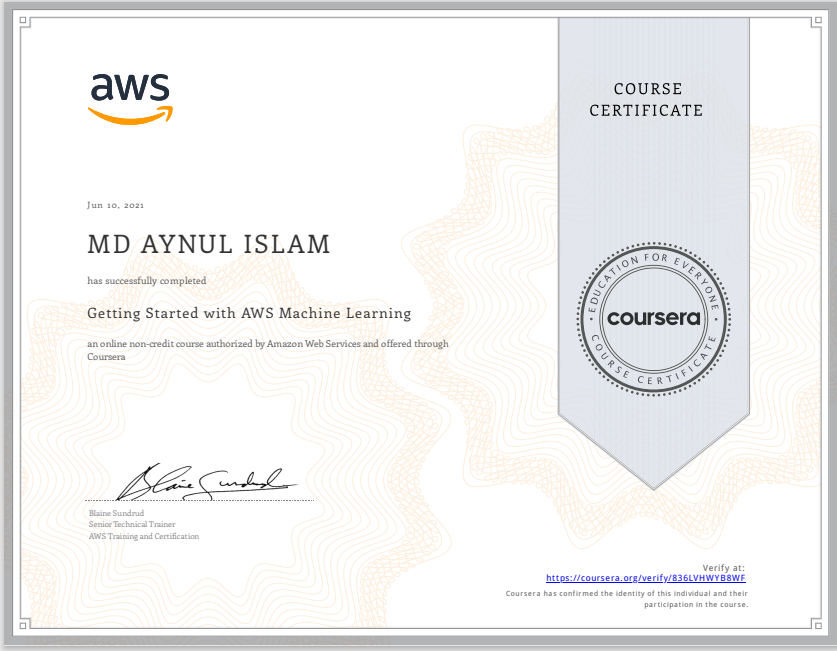 aws
COURSE
CERTIFICATE
Jun 10, 2021
MD AYNUL ISLAM
has successfully completed
Getting Started with AWS Machine Learning
an online non-credit course authorized by Amazon Web Services and offered through
Coursera
EDUCATION FOR EVERYONE
coursera
COURSE CERTIFICATE
Blaine Sundrud
Blaine Sundrud
Senior Technical Trainer
AWS Training and Certification
Verify at:
https://coursera.org/verify/836LVHWYB8WF
Coursera has confirmed the identity of this individual and their
participation in the course.